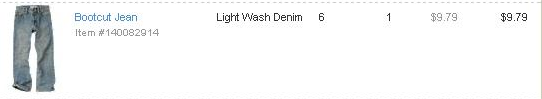 Bootcut Jean Light Wash Denim 6 1 $9.79 $9.79
Item #140082914